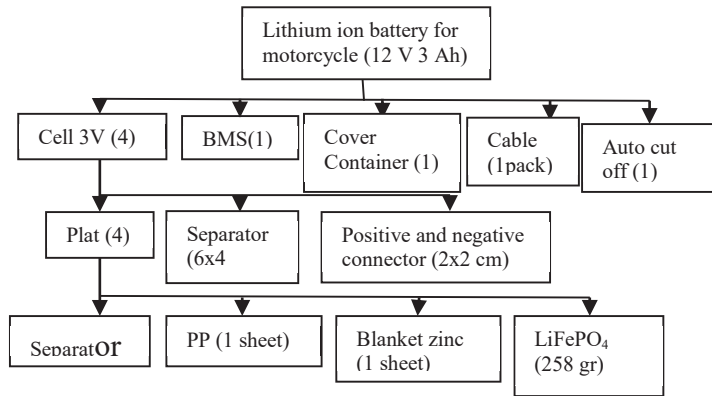 Lithium ion battery for
motorcycle (12 V 3 Ah)
Cell 3V (4)
BMS(1)
Cover
Container (1)
Cable
(1pack)
Auto cut
off (1)
Plat (4)
Separator
(6x4
Positive and negative
connector (2x2 cm)
Separator
PP (1 sheet)
Blanket zinc
(1 sheet)
LiFePO₄
(258 gr)